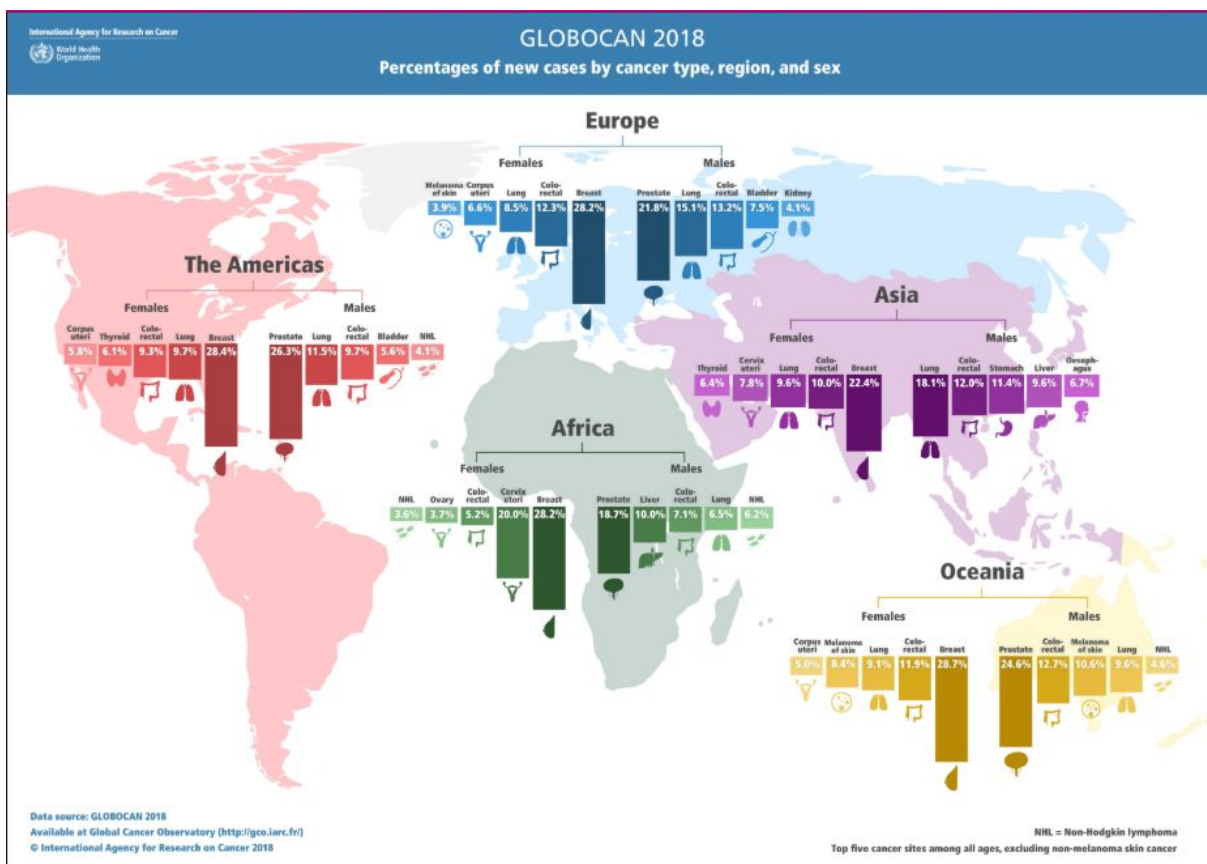 International Agency for Research on Cancer
World Health
Organization
GLOBOCAN 2018
Percentages of new cases by cancer type, region, and sex
Europe
Females
Males
Melanoma of skin 3.9%
Corpus uteri 6.6%
Lung 8.5%
Colo-rectal 12.3%
Breast 28.2%
Prostate 21.8%
Lung 15.1%
Colo-rectal 13.2%
Bladder 7.5%
Kidney 4.1%
The Americas
Females
Males
Corpus uteri 5.8%
Thyroid 6.1%
Colo-rectal 9.3%
Lung 9.7%
Breast 28.4%
Prostate 26.3%
Lung 11.5%
Colo-rectal 9.7%
Bladder 5.6%
NHL 4.1%
Asia
Females
Males
Thyroid 6.4%
Cervix uteri 7.8%
Lung 9.6%
Colo-rectal 10.0%
Breast 22.4%
Lung 18.1%
Colo-rectal 12.0%
Stomach 11.4%
Liver 9.6%
Oesoph-agus 6.7%
Africa
Females
Males
NHL 3.6%
Ovary 3.7%
Colo-rectal 5.2%
Cervix uteri 20.0%
Breast 28.2%
Prostate 18.7%
Liver 10.0%
Colo-rectal 7.1%
Lung 6.5%
NHL 6.2%
Oceania
Females
Males
Corpus uteri 5.0%
Melanoma of skin 8.4%
Lung 9.1%
Colo-rectal 11.9%
Breast 28.7%
Prostate 24.6%
Colo-rectal 12.7%
Melanoma of skin 10.6%
Lung 9.6%
NHL 4.6%
Data source: GLOBOCAN 2018
Available at Global Cancer Observatory (http://gco.iarc.fr/)
© International Agency for Research on Cancer 2018
NHL = Non-Hodgkin lymphoma
Top five cancer sites among all ages, excluding non-melanoma skin cancer